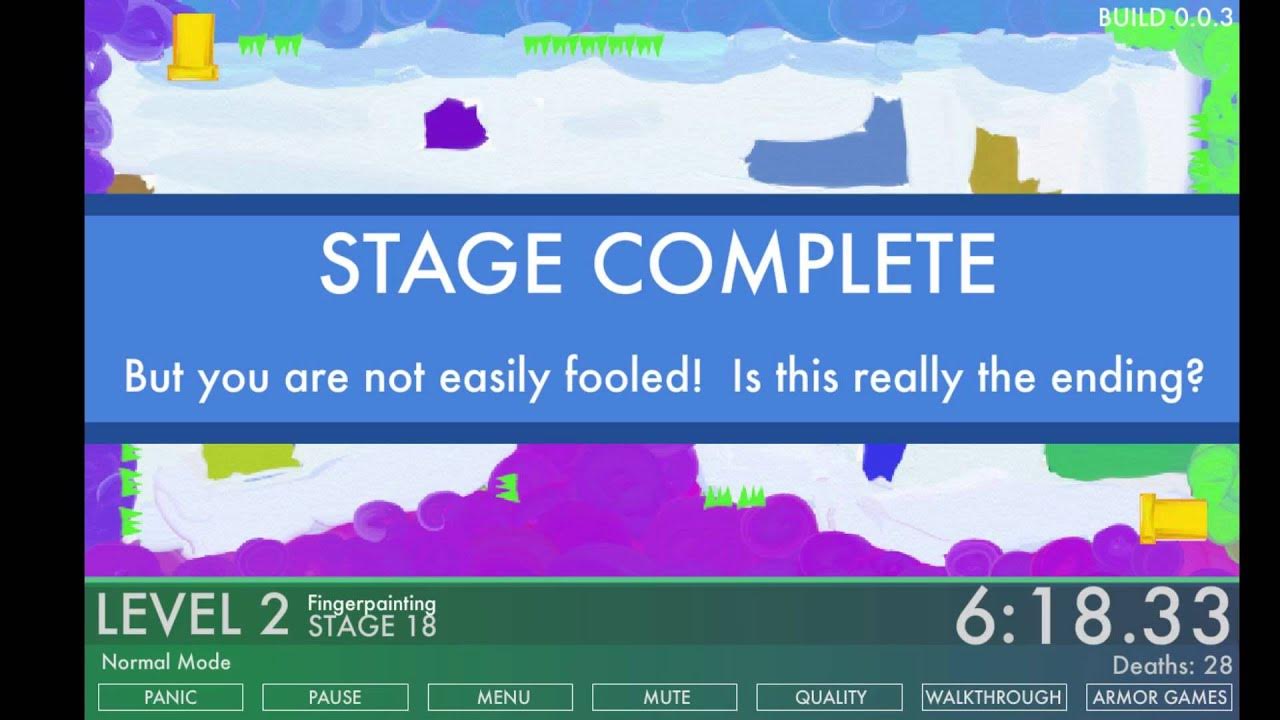 BUILD 0.0.3
STAGE COMPLETE
But you are not easily fooled! Is this really the ending?
LEVEL 2
Fingerpainting
STAGE 18
6:18.33
Normal Mode
Deaths: 28
PANIC
PAUSE
MENU
MUTE
QUALITY
WALKTHROUGH
ARMOR GAMES